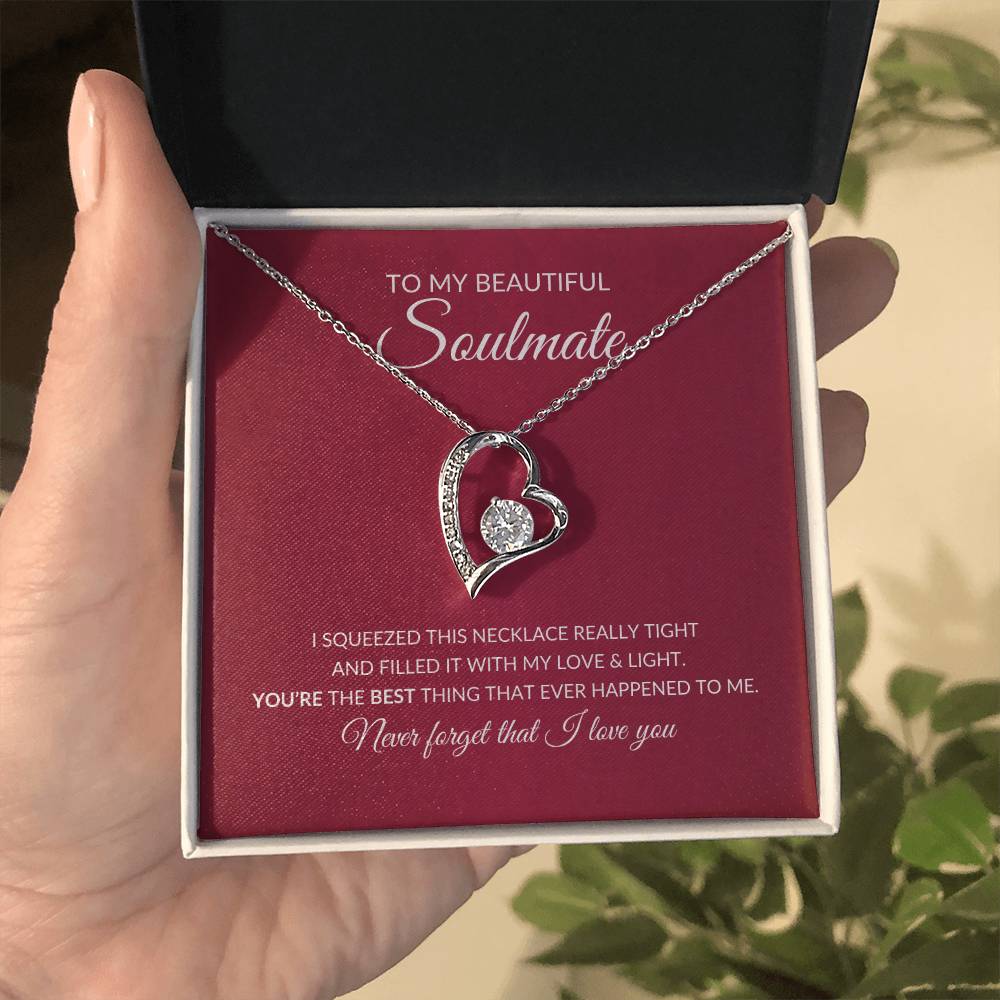 TO MY BEAUTIFUL
Soulmate
I SQUEEZED THIS NECKLACE REALLY TIGHT
AND FILLED IT WITH MY LOVE & LIGHT.
YOU'RE THE BEST THING THAT EVER HAPPENED TO ME.
Never forget that I love you